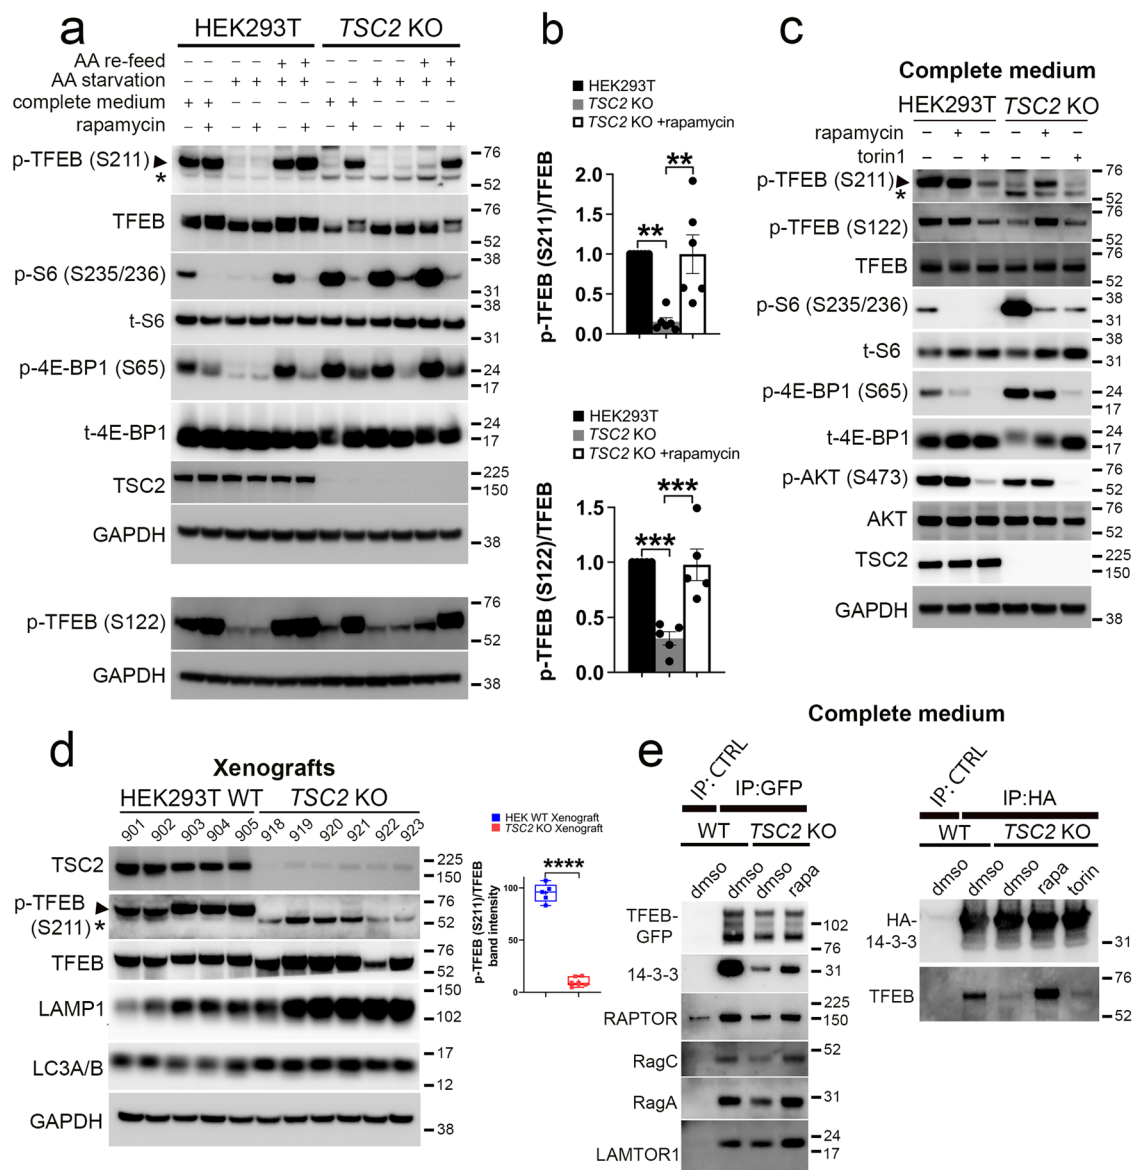 a
HEK293T
TSC2 KO
AA re-feed – – – – + + – – – – + +
AA starvation – – + + + + – – + + + +
complete medium + + – – – – + + – – – –
rapamycin – + – + – + – + – + – +
p-TFEB (S211)
*
76
52
TFEB
76
52
p-S6 (S235/236)
38
31
t-S6
38
31
p-4E-BP1 (S65)
24
17
t-4E-BP1
24
17
TSC2
225
150
GAPDH
38
p-TFEB (S122)
76
52
GAPDH
38
b
HEK293T
TSC2 KO
TSC2 KO +rapamycin
p-TFEB (S211)/TFEB
2.0
1.5
1.0
0.5
0.0
**
**
HEK293T
TSC2 KO
TSC2 KO +rapamycin
p-TFEB (S122)/TFEB
1.5
1.0
0.5
0.0
***
***
c
Complete medium
HEK293T
TSC2 KO
rapamycin – + – – + –
torin1 – – + – – +
p-TFEB (S211)
*
76
52
p-TFEB (S122)
76
52
TFEB
76
52
p-S6 (S235/236)
38
31
t-S6
38
31
p-4E-BP1 (S65)
24
17
t-4E-BP1
24
17
p-AKT (S473)
76
52
AKT
76
52
TSC2
225
150
GAPDH
38
d
Xenografts
HEK293T WT
TSC2 KO
901 902 903 904 905 918 919 920 921 922 923
TSC2
225
150
p-TFEB
(S211)
*
76
52
TFEB
76
52
LAMP1
150
102
LC3A/B
17
12
GAPDH
38
HEK WT Xenograft
TSC2 KO Xenograft
p-TFEB (S211)/TFEB
band intensity
100
50
0
****
Complete medium
e
IP: CTRL
IP:GFP
WT
TSC2 KO
dmso dmso dmso rapa
TFEB-
GFP
102
76
14-3-3
31
RAPTOR
225
150
RagC
52
RagA
31
LAMTOR1
24
17
IP: CTRL
IP:HA
WT
TSC2 KO
dmso dmso dmso rapa torin
HA-
14-3-3
31
TFEB
76
52